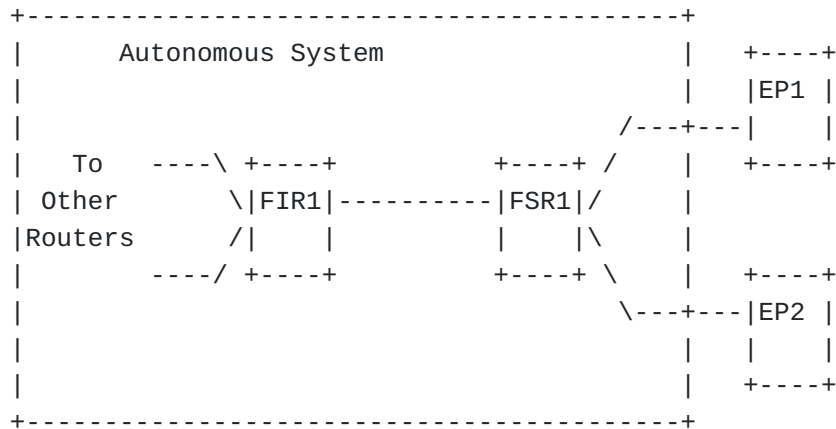 Autonomous System
EP1
To
Other FIR1 FSR1
Routers
EP2